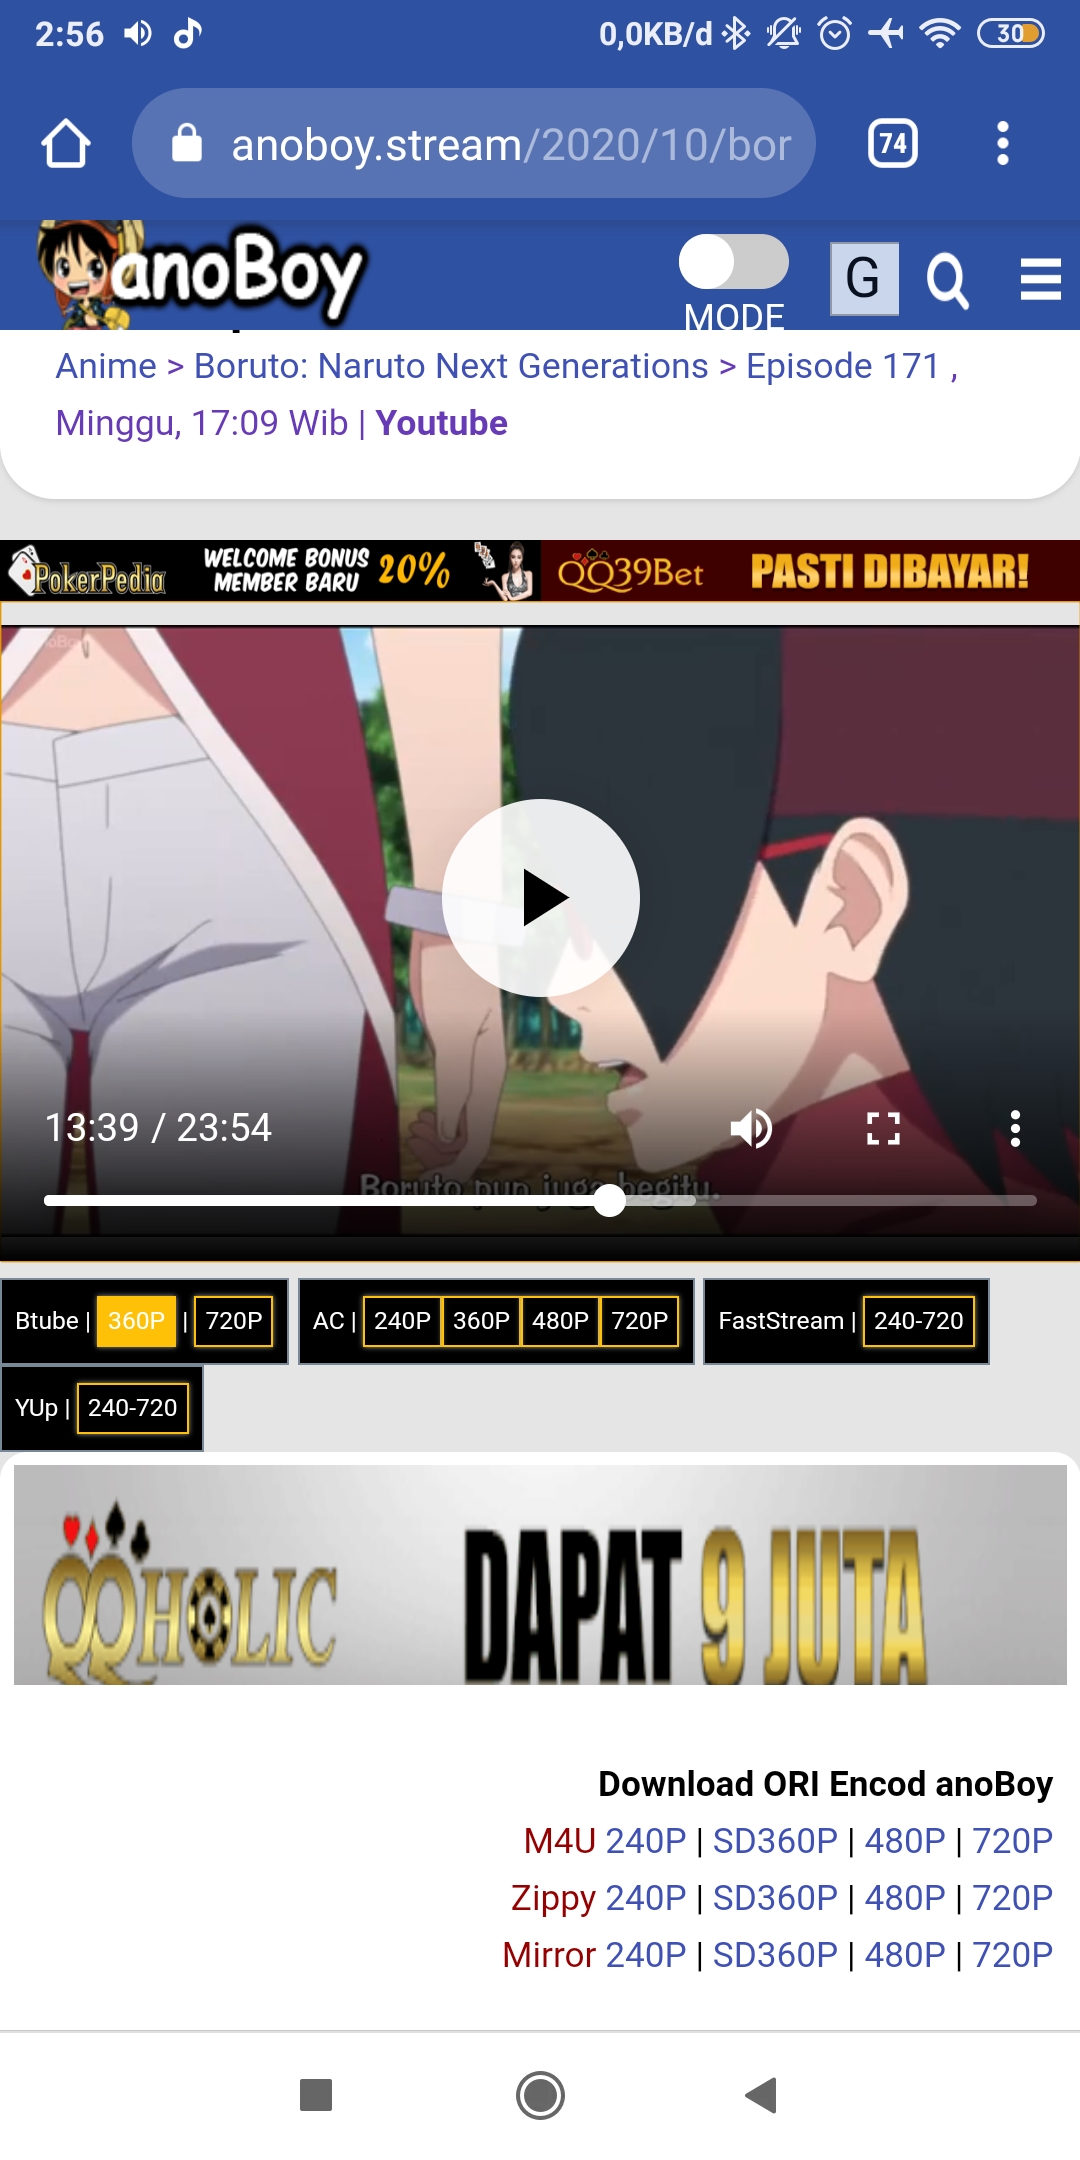 2:56 0,0KB/d 30
anoboy.stream/2020/10/bor 74
anoBoy G
MODE
Anime > Boruto: Naruto Next Generations > Episode 171 ,
Minggu, 17:09 Wib | Youtube
PokerPedia WELCOME BONUS MEMBER BARU 20% QQ39Bet PASTI DIBAYAR!
13:39 / 23:54
Boruto pun juga begitu.
Btube | 360P | 720P AC | 240P 360P 480P 720P FastStream | 240-720
YUp | 240-720
QQHOLIC DAPAT 9 JUTA
Download ORI Encod anoBoy
M4U 240P | SD360P | 480P | 720P
Zippy 240P | SD360P | 480P | 720P
Mirror 240P | SD360P | 480P | 720P